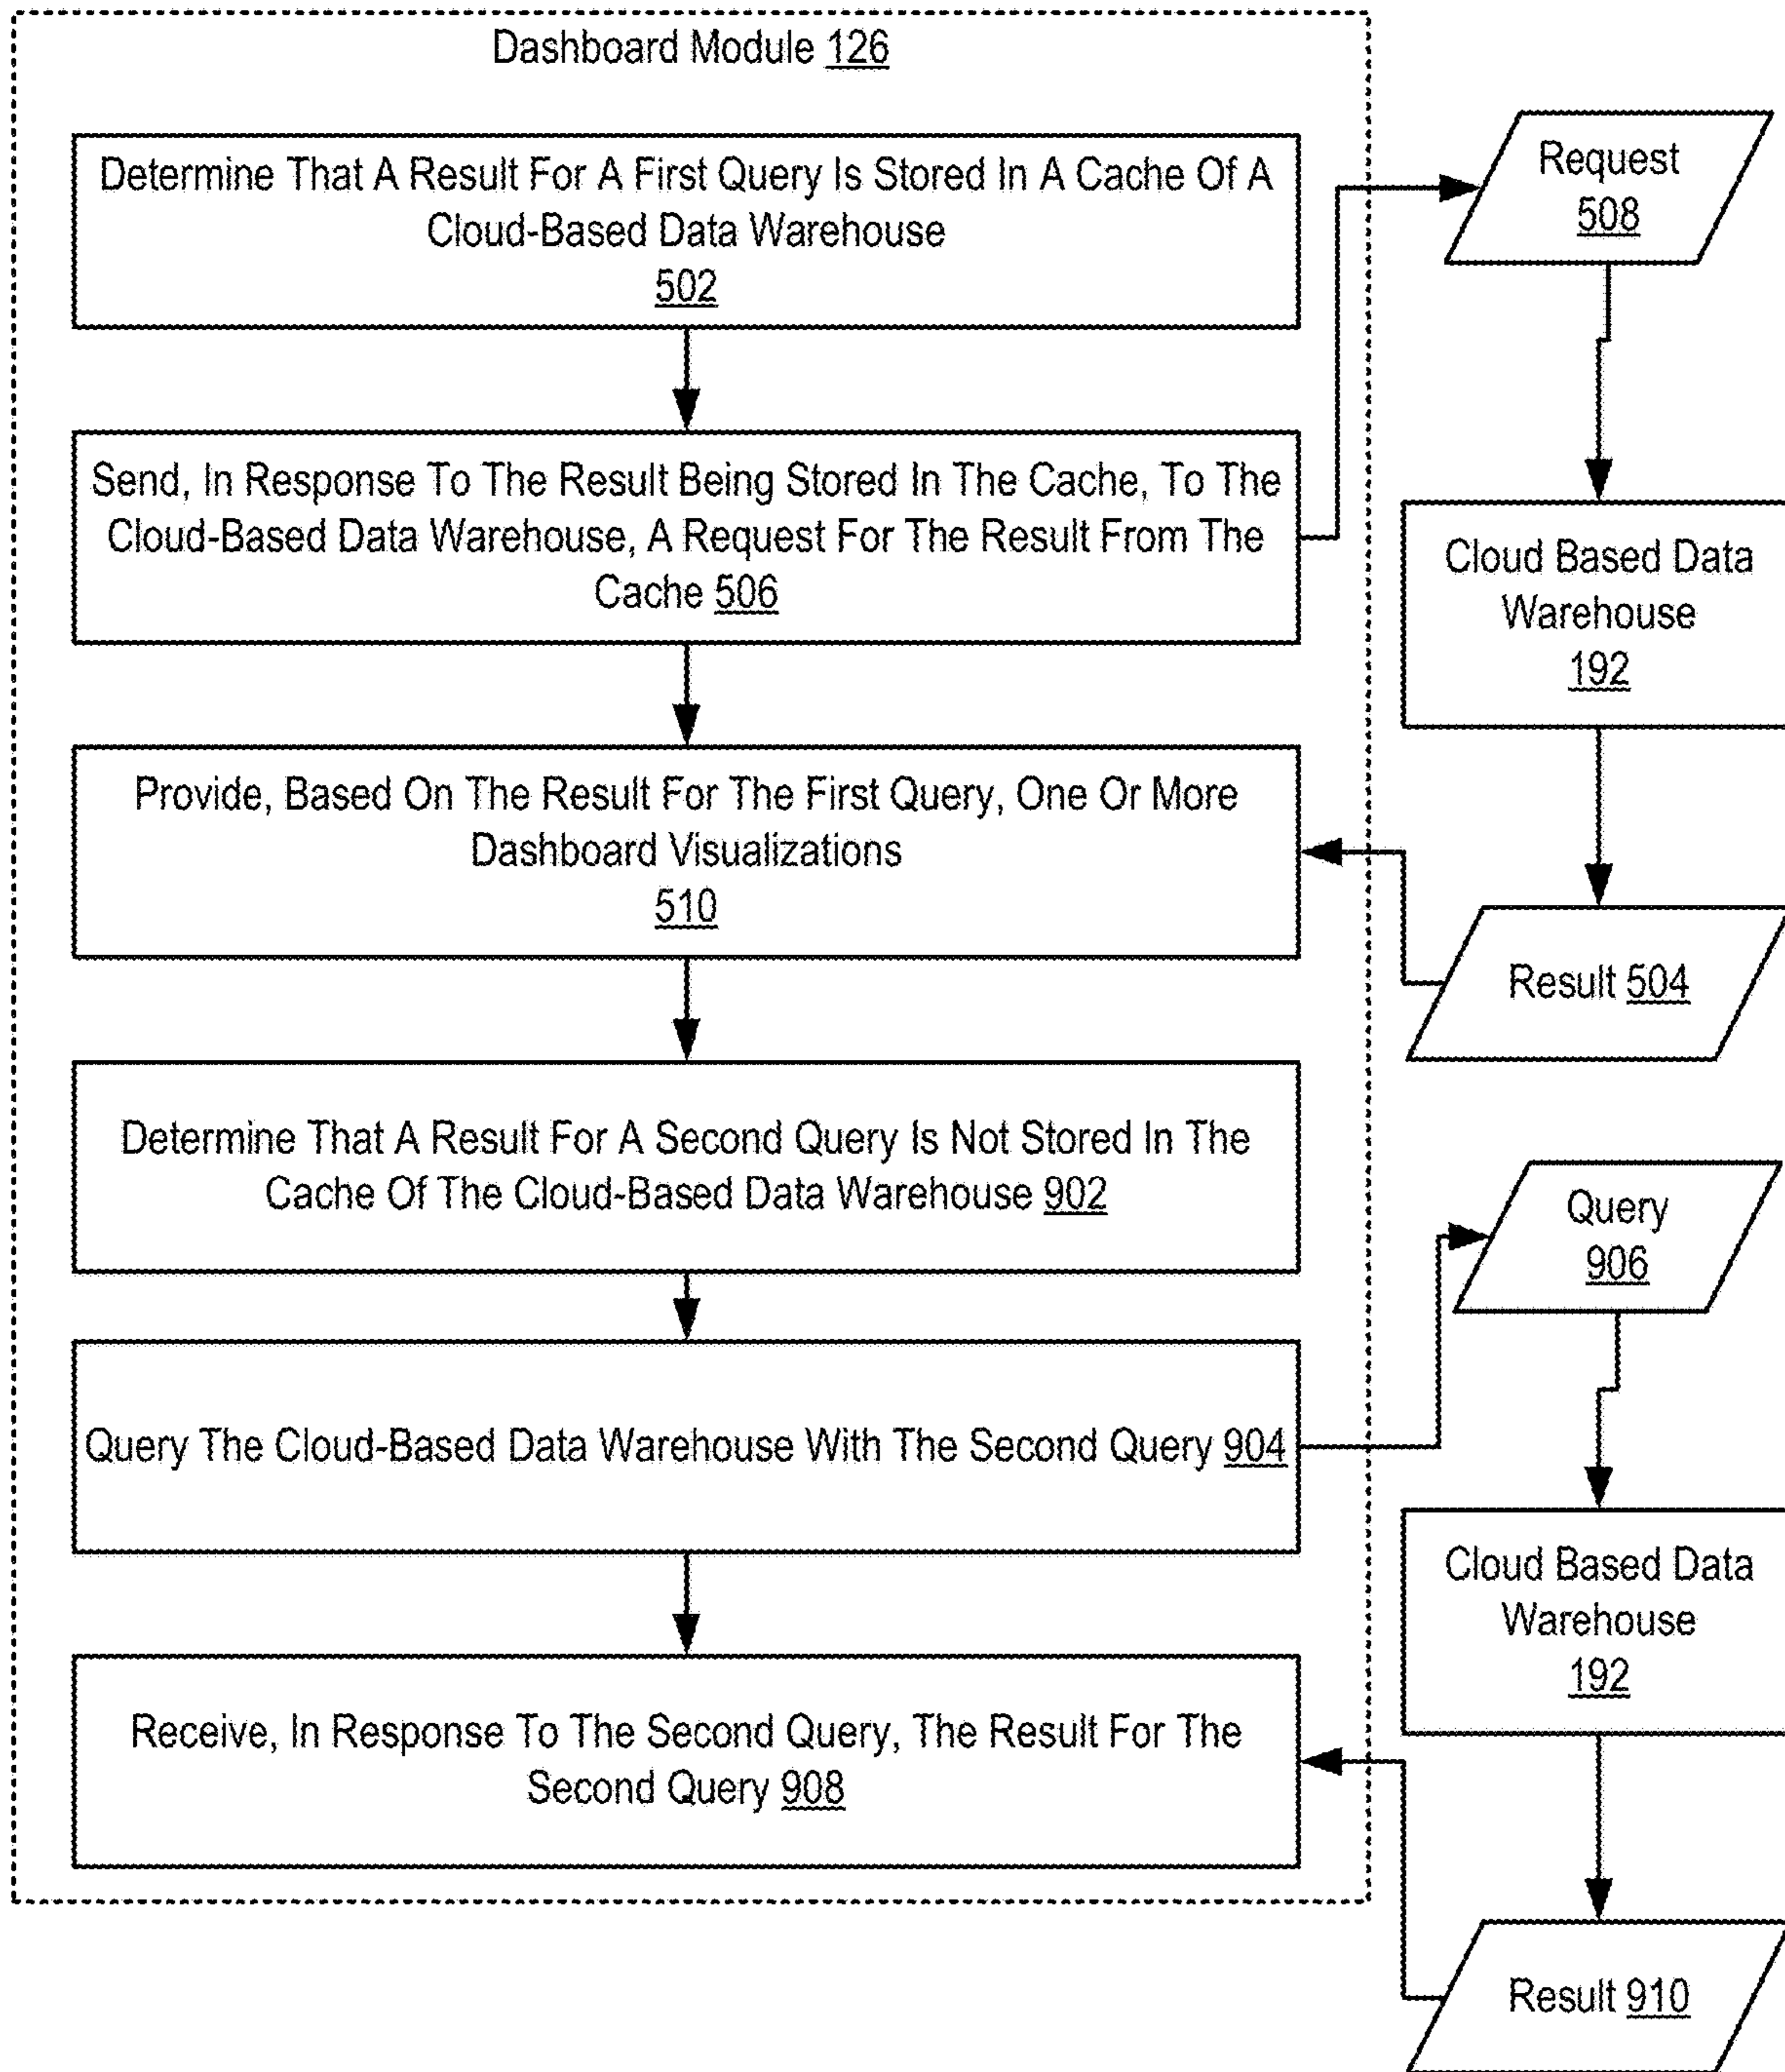 Dashboard Module 126
Determine That A Result For A First Query Is Stored In A Cache Of A
Cloud-Based Data Warehouse
502
Request
508
Send, In Response To The Result Being Stored In The Cache, To The
Cloud-Based Data Warehouse, A Request For The Result From The
Cache 506
Cloud Based Data
Warehouse
192
Provide, Based On The Result For The First Query, One Or More
Dashboard Visualizations
510
Result 504
Determine That A Result For A Second Query Is Not Stored In The
Cache Of The Cloud-Based Data Warehouse 902
Query
906
Query The Cloud-Based Data Warehouse With The Second Query 904
Cloud Based Data
Warehouse
192
Receive, In Response To The Second Query, The Result For The
Second Query 908
Result 910